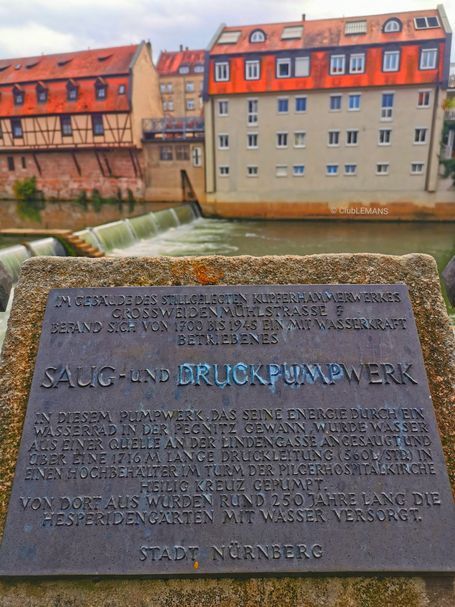 © ClubLEMANS
IM GEBÄUDE DES STILLGELEGTEN KUPFERHAMMERWERKES
GROSSWEIDENMÜHLSTRASSE
BEFAND SICH VON 1700 BIS 1945 EIN MIT WASSERKRAFT
BETRIEBENES
SAUG- UND DRUCKPUMPWERK
IN DIESEM PUMPWERK, DAS SEINE ENERGIE DURCH EIN
WASSERRAD IN DER PEGNITZ GEWANN, WURDE WASSER
AUS EINER QUELLE AN DER LINDENGASSE ANGESAUGT UND
ÜBER EINE 1716 M LANGE DRUCKLEITUNG (560 L/STD.) IN
EINEN HOCHBEHÄLTER IM TURM DER PILGERHOSPITALKIRCHE
HEILIG KREUZ GEPUMPT.
VON DORT AUS WURDEN RUND 250 JAHRE LANG DIE
HESPERIDENGÄRTEN MIT WASSER VERSORGT.
STADT NÜRNBERG